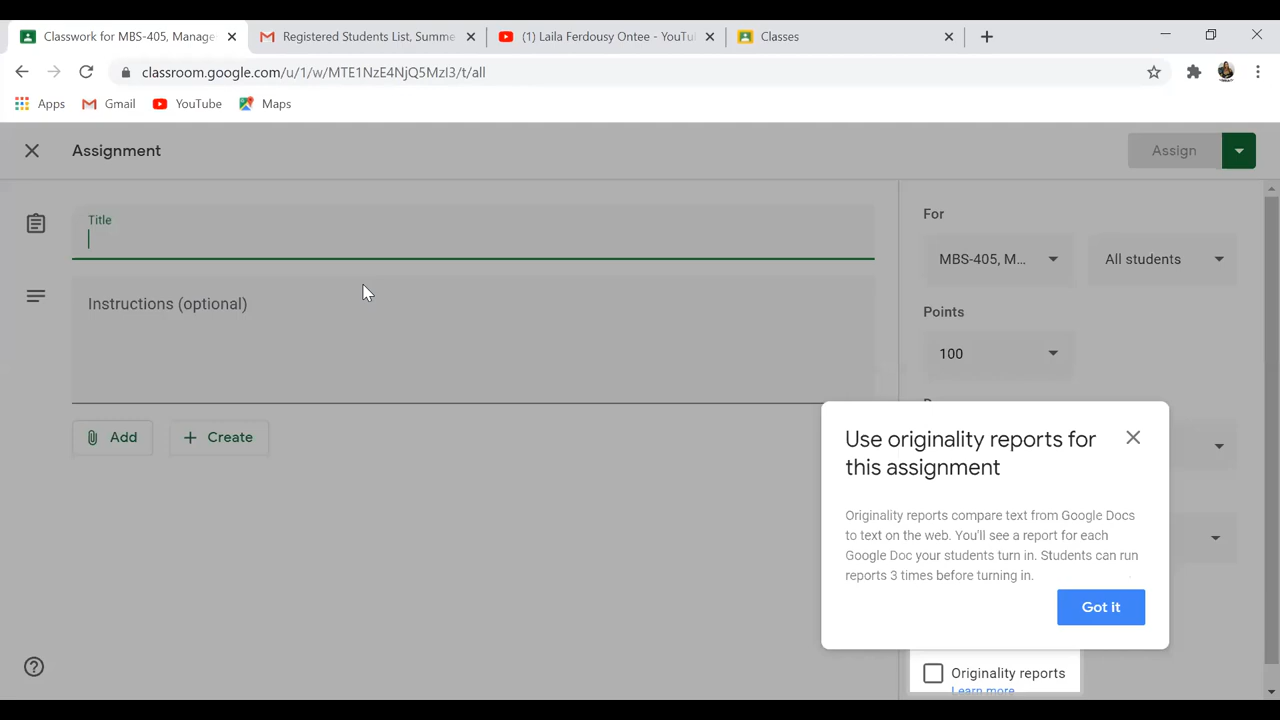 Classwork for MBS-405, Manage
Registered Students List, Summe
(1) Laila Ferdousy Ontee - YouTu
Classes
classroom.google.com/u/1/w/MTE1NzE4NjQ5MzI3/t/all
Apps
Gmail
YouTube
Maps
Assignment
Assign
Title
Instructions (optional)
Add
Create
For
MBS-405, M...
All students
Points
100
Use originality reports for
this assignment
Originality reports compare text from Google Docs
to text on the web. You'll see a report for each
Google Doc your students turn in. Students can run
reports 3 times before turning in.
Got it
Originality reports
Learn more